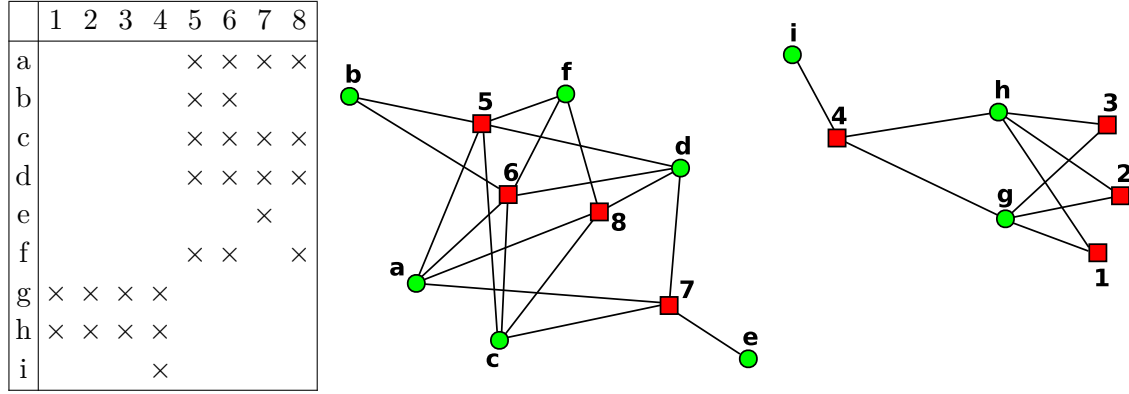 1 2 3 4 5 6 7 8
a × × × ×
b × ×
c × × × ×
d × × × ×
e ×
f × × ×
g × × × ×
h × × × ×
i ×
b
5
f
d
6
8
a
7
c
e
i
4
h
3
2
g
1